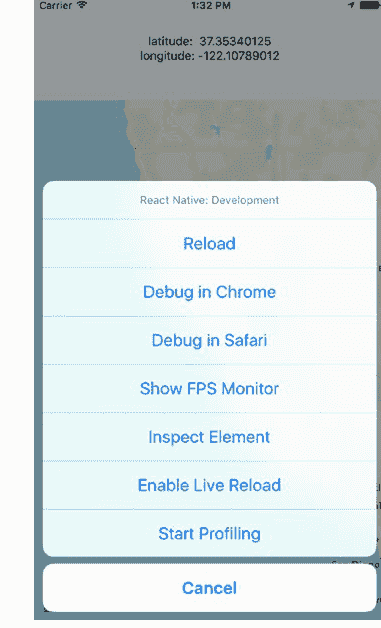 Carrier 1:32 PM
latitude: 37.35340125
longitude: -122.10789012
React Native: Development
Reload
Debug in Chrome
Debug in Safari
Show FPS Monitor
Inspect Element
Enable Live Reload
Start Profiling
Cancel